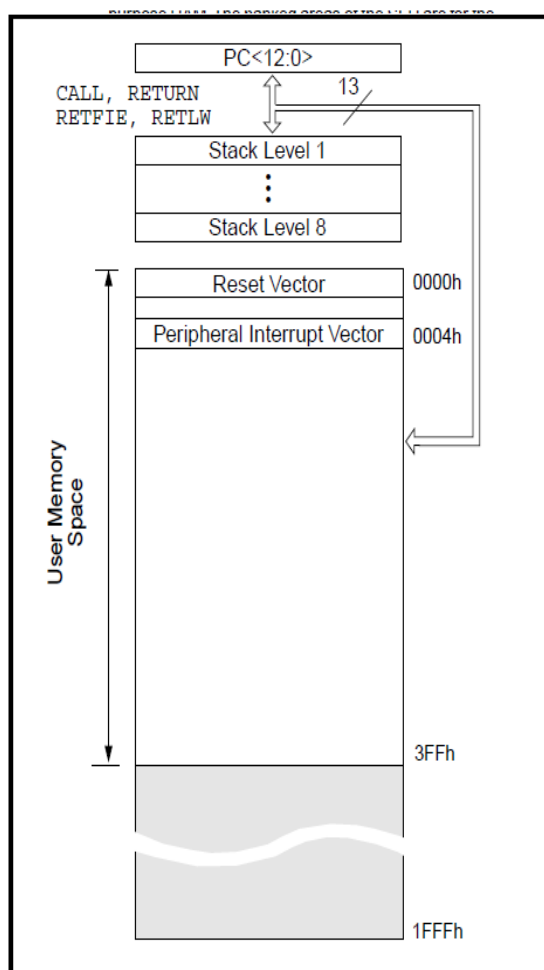 PC<12:0>
CALL, RETURN
RETFIE, RETLW
13
Stack Level 1
Stack Level 8
Reset Vector
0000h
Peripheral Interrupt Vector
0004h
User Memory
Space
3FFh
1FFFh